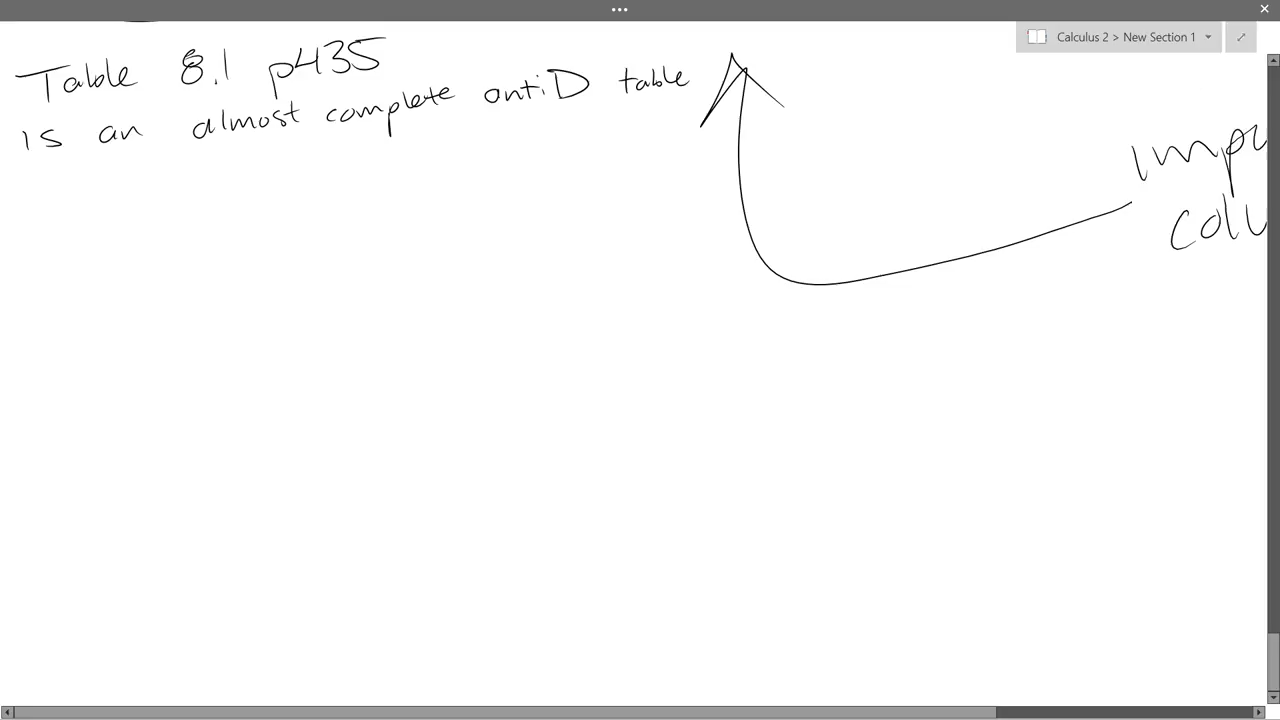 Calculus 2 > New Section 1
Table 8.1 p435
is an almost complete antiD table